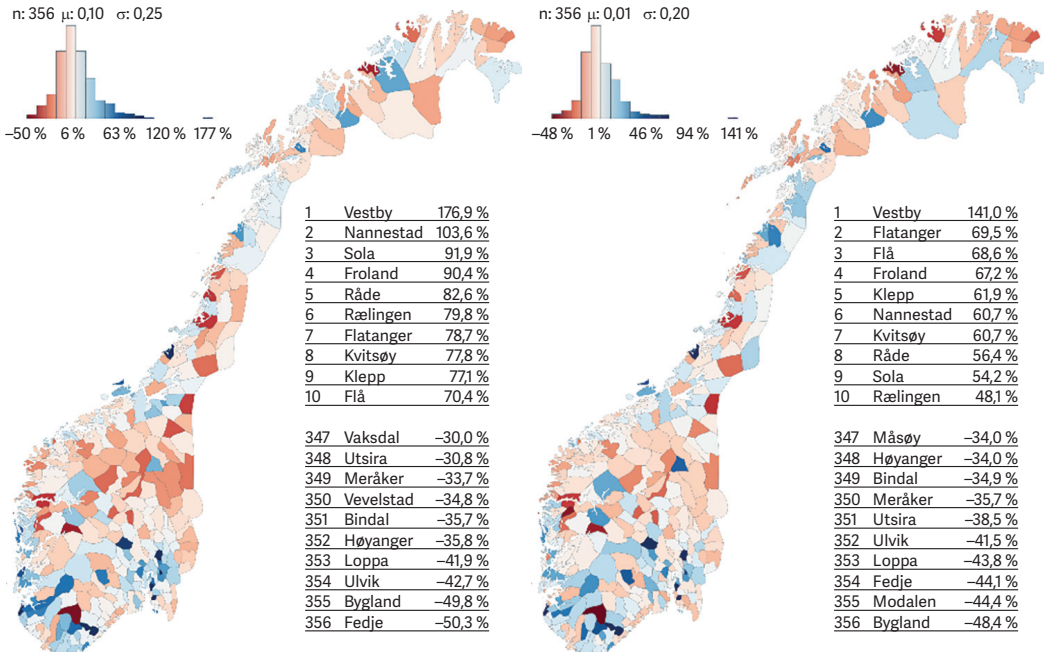 n: 356 μ: 0,10 σ: 0,25
–50 % 6 % 63 % 120 % 177 %
1 Vestby 176,9 %
2 Nannestad 103,6 %
3 Sola 91,9 %
4 Froland 90,4 %
5 Råde 82,6 %
6 Rælingen 79,8 %
7 Flatanger 78,7 %
8 Kvitsøy 77,8 %
9 Klepp 77,1 %
10 Flå 70,4 %
347 Vaksdal –30,0 %
348 Utsira –30,8 %
349 Meråker –33,7 %
350 Vevelstad –34,8 %
351 Bindal –35,7 %
352 Høyanger –35,8 %
353 Loppa –41,9 %
354 Ulvik –42,7 %
355 Bygland –49,8 %
356 Fedje –50,3 %
n: 356 μ: 0,01 σ: 0,20
–48 % 1 % 46 % 94 % 141 %
1 Vestby 141,0 %
2 Flatanger 69,5 %
3 Flå 68,6 %
4 Froland 67,2 %
5 Klepp 61,9 %
6 Nannestad 60,7 %
7 Kvitsøy 60,7 %
8 Råde 56,4 %
9 Sola 54,2 %
10 Rælingen 48,1 %
347 Måsøy –34,0 %
348 Høyanger –34,0 %
349 Bindal –34,9 %
350 Meråker –35,7 %
351 Utsira –38,5 %
352 Ulvik –41,5 %
353 Loppa –43,8 %
354 Fedje –44,1 %
355 Modalen –44,4 %
356 Bygland –48,4 %